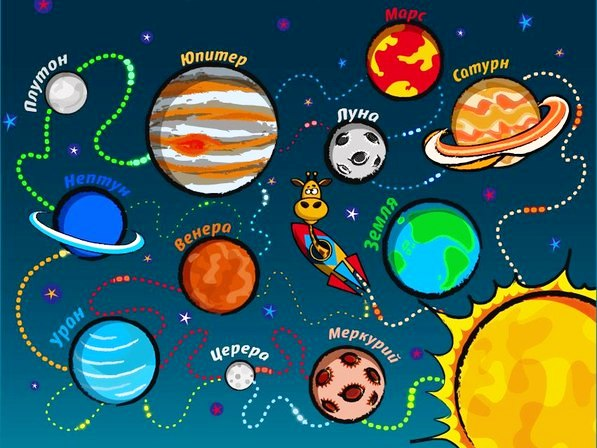 Марс
Юпитер
Сатурн
Плутон
Луна
Нептун
Земля
Венера
Уран
Церера
Меркурий